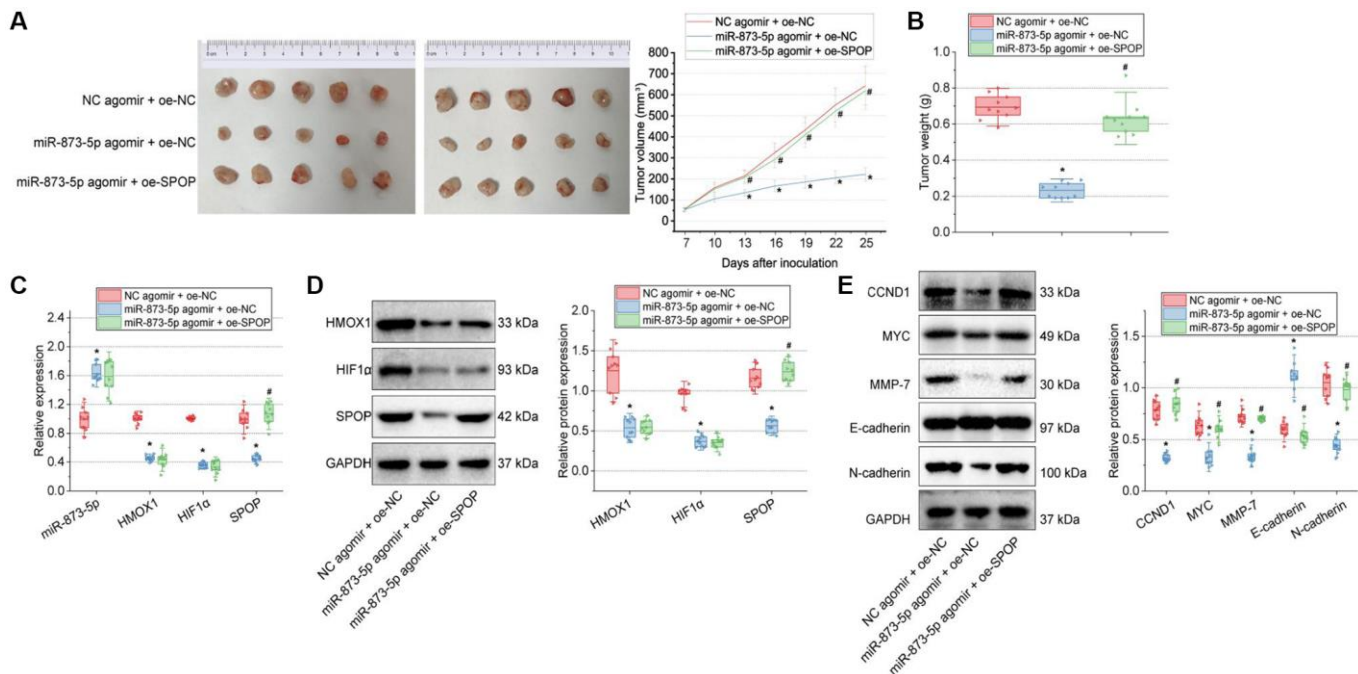 A
NC agomir + oe-NC
miR-873-5p agomir + oe-NC
miR-873-5p agomir + oe-SPOP
NC agomir + oe-NC
miR-873-5p agomir + oe-NC
miR-873-5p agomir + oe-SPOP
Tumor volume (mm³)
700
600
500
400
300
200
100
0
# # # # #
* * * * *
7 10 13 16 19 22 25
Days after inoculation
B
NC agomir + oe-NC
miR-873-5p agomir + oe-NC
miR-873-5p agomir + oe-SPOP
Tumor weight (g)
1.0
0.8
0.6
0.4
0.2
0.0
*
#
C
NC agomir + oe-NC
miR-873-5p agomir + oe-NC
miR-873-5p agomir + oe-SPOP
Relative expression
2.4
2.0
1.6
1.2
0.8
0.4
0.0
* * * * #
miR-873-5p HMOX1 HIF1α SPOP
D
HMOX1 33 kDa
HIF1α 93 kDa
SPOP 42 kDa
GAPDH 37 kDa
NC agomir + oe-NC
miR-873-5p agomir + oe-NC
miR-873-5p agomir + oe-SPOP
NC agomir + oe-NC
miR-873-5p agomir + oe-NC
miR-873-5p agomir + oe-SPOP
Relative protein expression
2.0
1.5
1.0
0.5
0.0
* * * #
HMOX1 HIF1α SPOP
E
CCND1 33 kDa
MYC 49 kDa
MMP-7 30 kDa
E-cadherin 97 kDa
N-cadherin 100 kDa
GAPDH 37 kDa
NC agomir + oe-NC
miR-873-5p agomir + oe-NC
miR-873-5p agomir + oe-SPOP
NC agomir + oe-NC
miR-873-5p agomir + oe-NC
miR-873-5p agomir + oe-SPOP
Relative protein expression
1.5
1.0
0.5
0.0
* # * # * # * # * #
CCND1 MYC MMP-7 E-cadherin N-cadherin